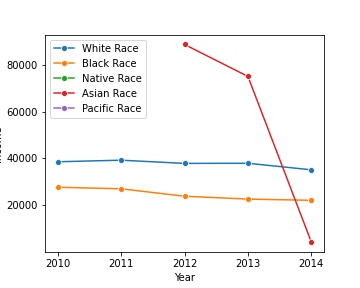 White Race
Black Race
Native Race
Asian Race
Pacific Race
80000
60000
40000
20000
2010 2011 2012 2013 2014
Year